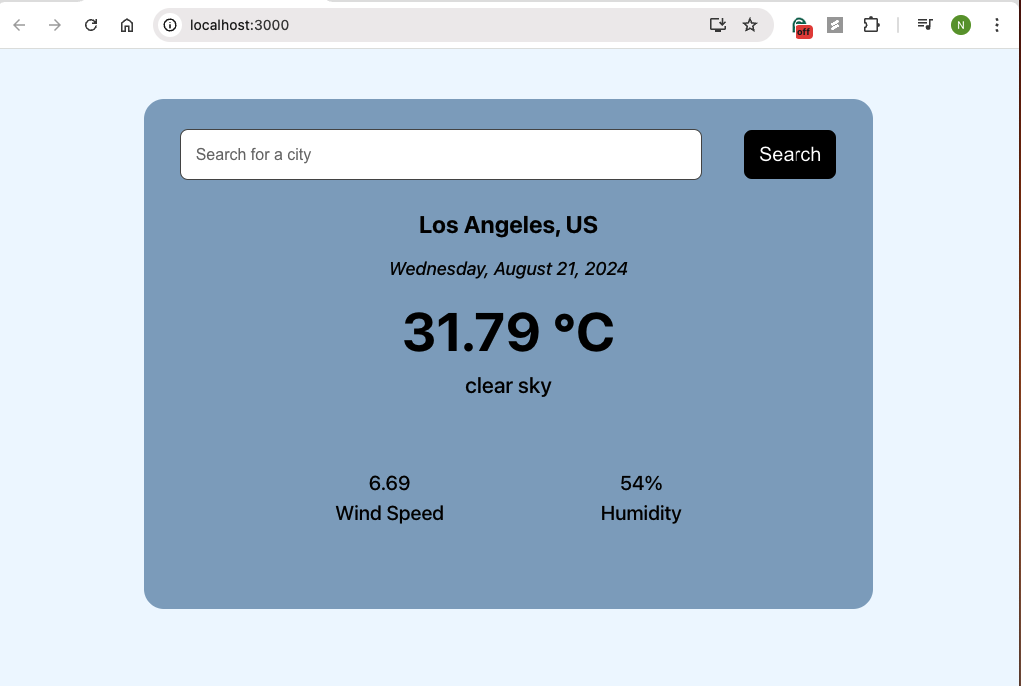 localhost:3000
off
N
Search for a city
Search
Los Angeles, US
Wednesday, August 21, 2024
31.79 °C
clear sky
6.69 54%
Wind Speed Humidity